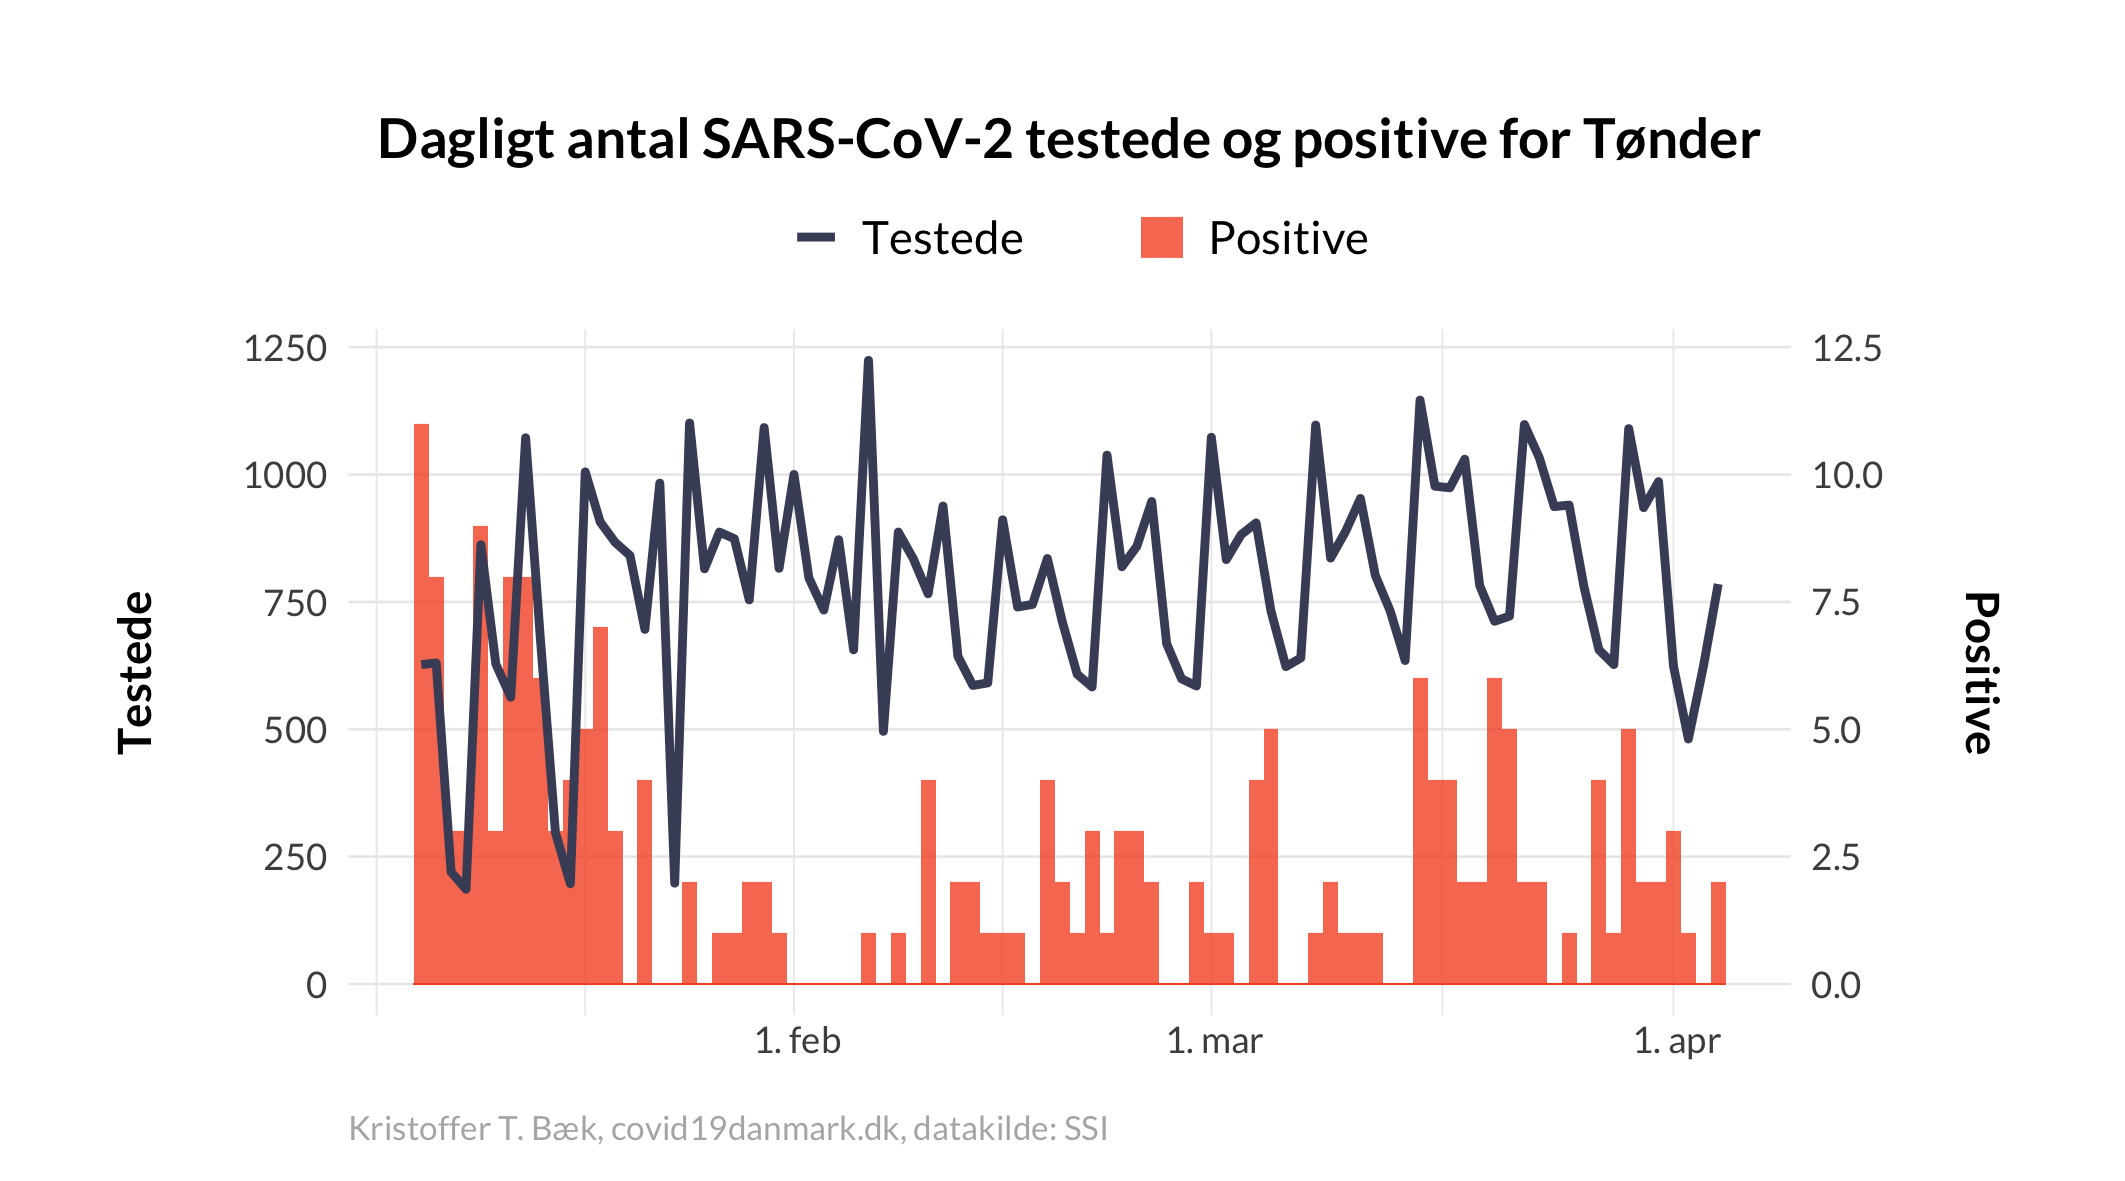 Dagligt antal SARS-CoV-2 testede og positive for Tønder
Testede
Positive
1250
1000
750
500
250
0
12.5
10.0
7.5
5.0
2.5
0.0
Testede
Positive
1. feb
1. mar
1. apr
Kristoffer T. Bæk, covid19danmark.dk, datakilde: SSI